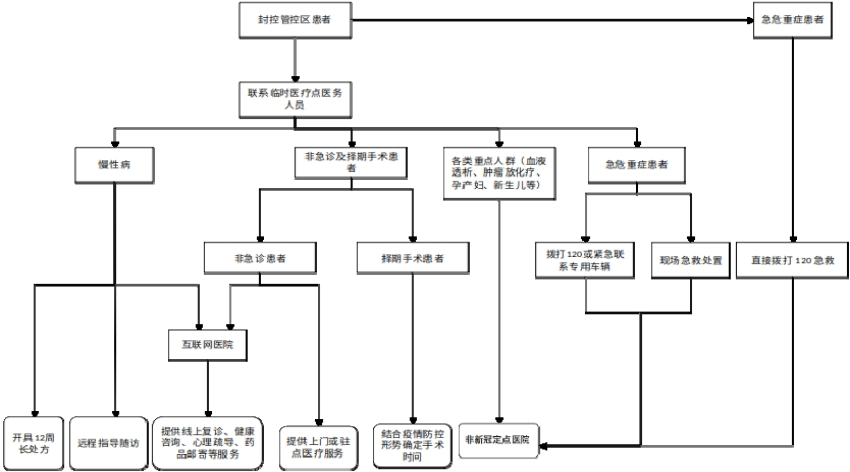 封控管控区患者
急危重症患者
联系临时医疗点医务
人员
慢性病
非急诊及择期手术患
者
各类重点人群（血液
透析、肿瘤放化疗、
孕产妇、新生儿等）
急危重症患者
非急诊患者
择期手术患者
拨打120或紧急联
系专用车辆
现场急救处置
直接拨打120急救
互联网医院
开具12周
长处方
远程指导随访
提供线上复诊、健康
咨询、心理疏导、药
品邮寄等服务
提供上门或驻
点医疗服务
结合疫情防控
形势确定手术
时间
非新冠定点医院